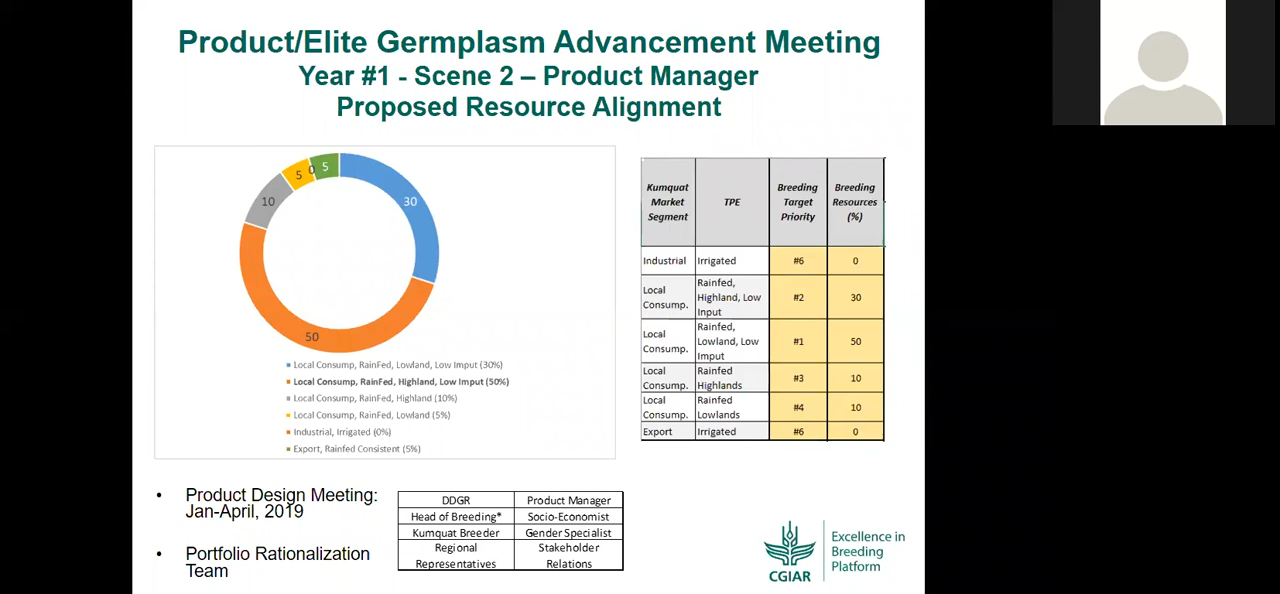 Product/Elite Germplasm Advancement Meeting
Year #1 - Scene 2 – Product Manager
Proposed Resource Alignment
5
0
5
30
10
50
Local Consump, RainFed, Lowland, Low Imput (30%)
Local Consump, RainFed, Highland, Low Imput (50%)
Local Consump, RainFed, Highland (10%)
Local Consump, RainFed, Lowland (5%)
Industrial, Irrigated (0%)
Export, Rainfed Consistent (5%)
Kumquat Market Segment TPE Breeding Target Priority Breeding Resources (%)
Industrial Irrigated #6 0
Local Consump. Rainfed, Highland, Low Imput #2 30
Local Consump. Rainfed, Lowland, Low Imput #1 50
Local Consump. Rainfed Highlands #3 10
Local Consump. Rainfed Lowlands #4 10
Export Irrigated #6 0
• Product Design Meeting:
Jan-April, 2019
• Portfolio Rationalization
Team
DDGR Product Manager
Head of Breeding* Socio-Economist
Kumquat Breeder Gender Specialist
Regional Representatives Stakeholder Relations
CGIAR
Excellence in
Breeding
Platform